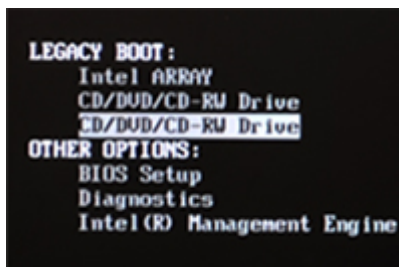 LEGACY BOOT:
Intel ARRAY
CD/DVD/CD-RW Drive
CD/DVD/CD-RW Drive
OTHER OPTIONS:
BIOS Setup
Diagnostics
Intel(R) Management Engine